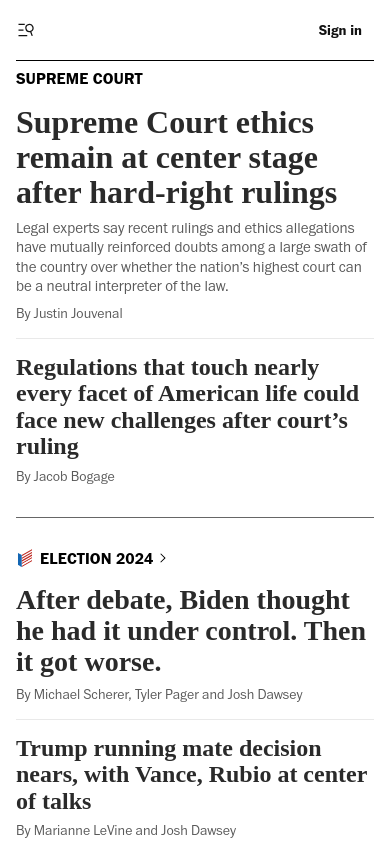 Sign in
SUPREME COURT
Supreme Court ethics
remain at center stage
after hard-right rulings
Legal experts say recent rulings and ethics allegations
have mutually reinforced doubts among a large swath of
the country over whether the nation's highest court can
be a neutral interpreter of the law.
By Justin Jouvenal
Regulations that touch nearly
every facet of American life could
face new challenges after court’s
ruling
By Jacob Bogage
ELECTION 2024
After debate, Biden thought
he had it under control. Then
it got worse.
By Michael Scherer, Tyler Pager and Josh Dawsey
Trump running mate decision
nears, with Vance, Rubio at center
of talks
By Marianne LeVine and Josh Dawsey